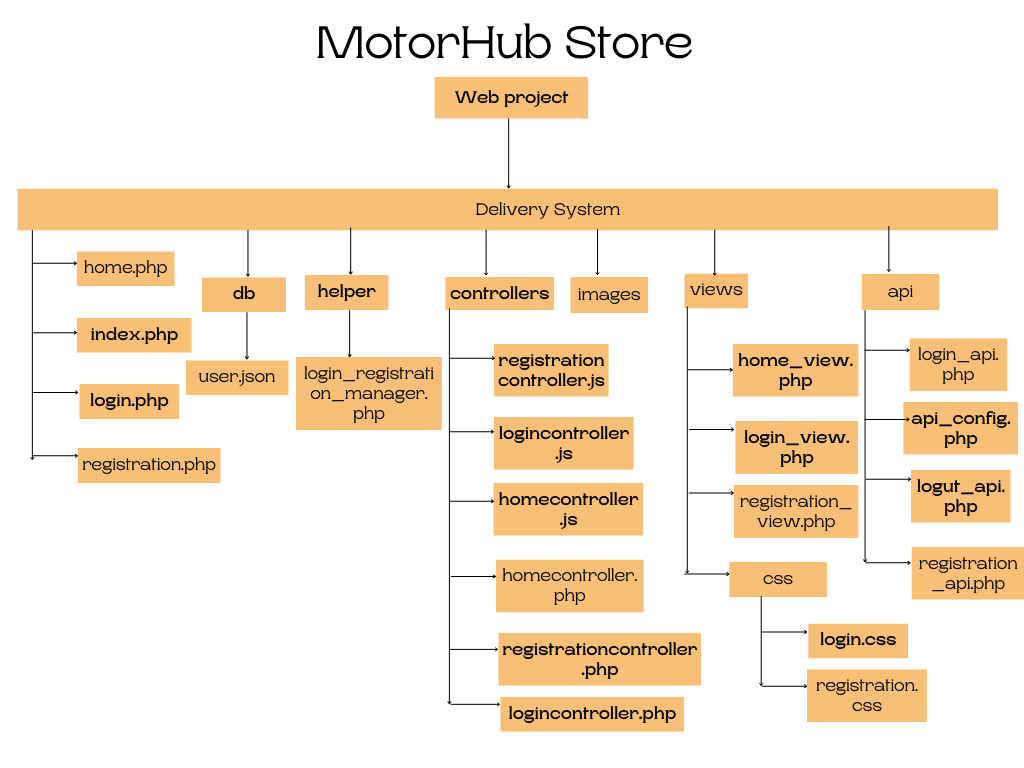 MotorHub Store
Web project
Delivery System
home.php
index.php
login.php
registration.php
db
user.json
helper
login_registrati
on_manager.
php
controllers
registration
controller.js
logincontroller
.js
homecontroller
.js
homecontroller.
php
registrationcontroller
.php
logincontroller.php
images
views
home_view.
php
login_view.
php
registration_
view.php
css
login.css
registration.
css
api
login_api.
php
api_config.
php
logut_api.
php
registration
_api.php